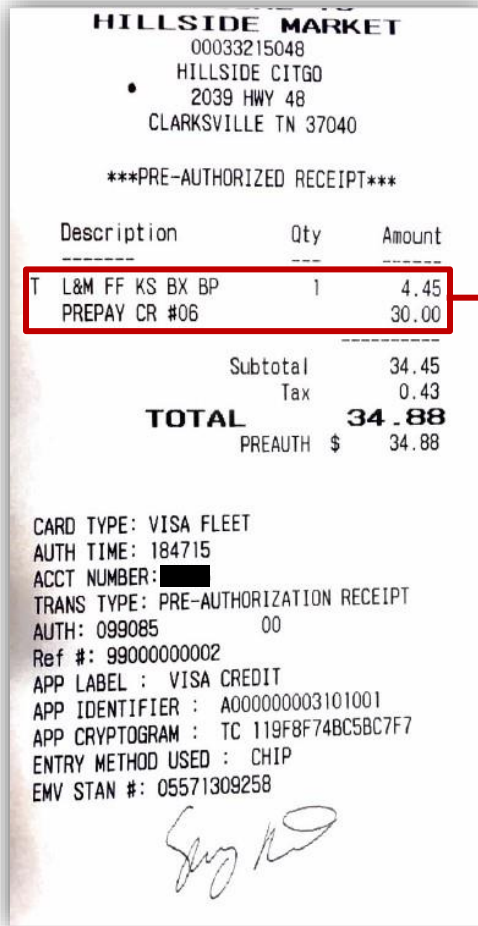 HILLSIDE MARKET
00033215048
HILLSIDE CITGO
2039 HWY 48
CLARKSVILLE TN 37040
***PRE-AUTHORIZED RECEIPT***
Description Qty Amount
------- --- ------
T L&M FF KS BX BP 1 4.45
PREPAY CR #06 30.00
----------
Subtotal 34.45
Tax 0.43
TOTAL 34.88
PREAUTH $ 34.88
CARD TYPE: VISA FLEET
AUTH TIME: 184715
ACCT NUMBER:
TRANS TYPE: PRE-AUTHORIZATION RECEIPT
AUTH: 099085 00
Ref #: 99000000002
APP LABEL : VISA CREDIT
APP IDENTIFIER : A000000003101001
APP CRYPTOGRAM : TC 119F8F74BC5BC7F7
ENTRY METHOD USED : CHIP
EMV STAN #: 05571309258